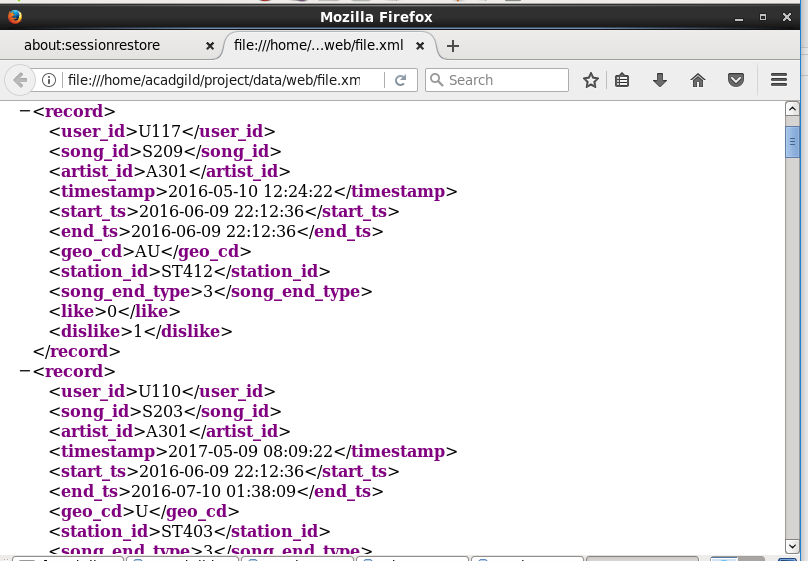 Mozilla Firefox
about:sessionrestore × file:///home/...web/file.xml × +
file:///home/acadgild/project/data/web/file.xm
Search
−<record>
<user_id>U117</user_id>
<song_id>S209</song_id>
<artist_id>A301</artist_id>
<timestamp>2016-05-10 12:24:22</timestamp>
<start_ts>2016-06-09 22:12:36</start_ts>
<end_ts>2016-06-09 22:12:36</end_ts>
<geo_cd>AU</geo_cd>
<station_id>ST412</station_id>
<song_end_type>3</song_end_type>
<like>0</like>
<dislike>1</dislike>
</record>
−<record>
<user_id>U110</user_id>
<song_id>S203</song_id>
<artist_id>A301</artist_id>
<timestamp>2017-05-09 08:09:22</timestamp>
<start_ts>2016-06-09 22:12:36</start_ts>
<end_ts>2016-07-10 01:38:09</end_ts>
<geo_cd>U</geo_cd>
<station_id>ST403</station_id>
<song_end_type>3</song_end_type>